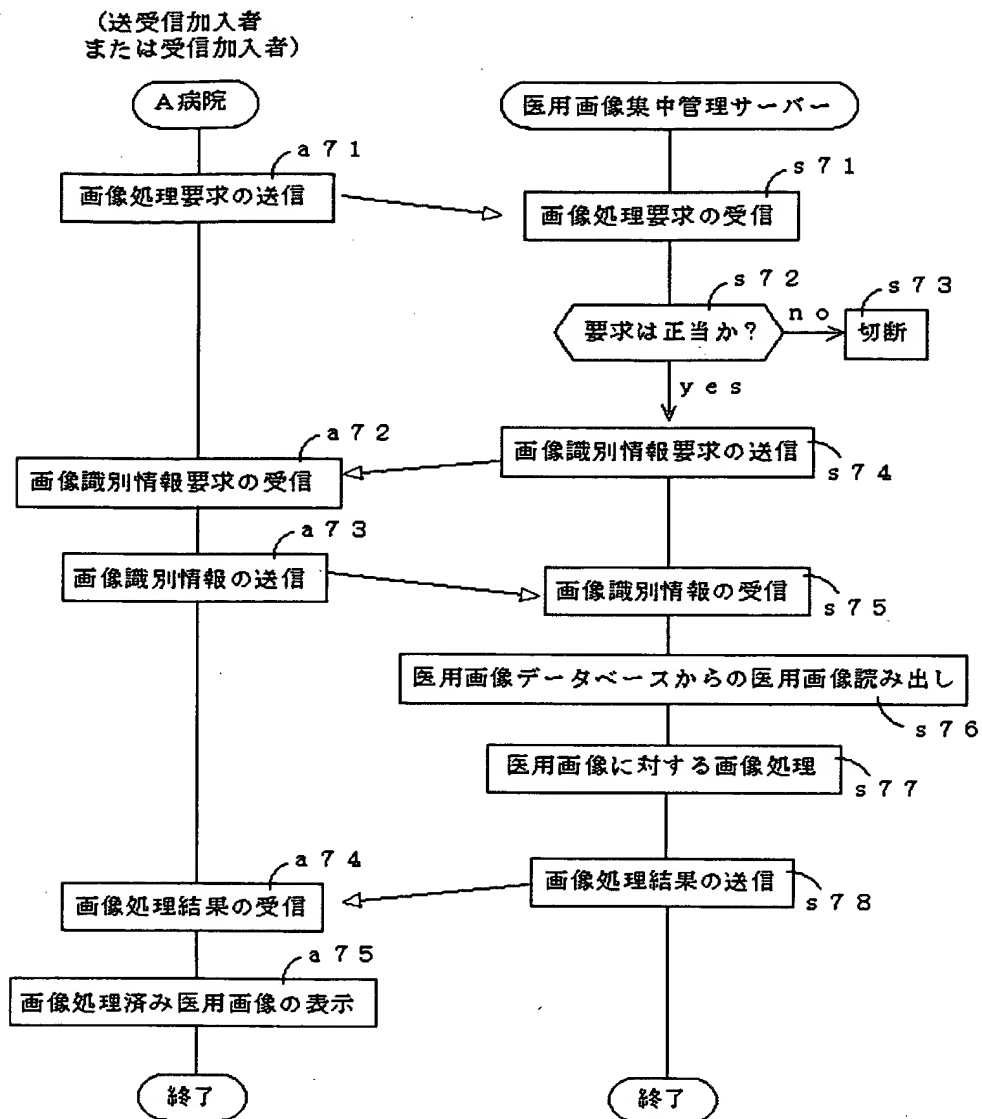 (送受信加入者
または受信加入者)
A病院
医用画像集中管理サーバー
a71
画像処理要求の送信
s71
画像処理要求の受信
s72
要求は正当か?
no
s73
切断
yes
a72
画像識別情報要求の受信
画像識別情報要求の送信
s74
a73
画像識別情報の送信
画像識別情報の受信
s75
医用画像データベースからの医用画像読み出し
s76
医用画像に対する画像処理
s77
a74
画像処理結果の受信
画像処理結果の送信
s78
a75
画像処理済み医用画像の表示
終了
終了